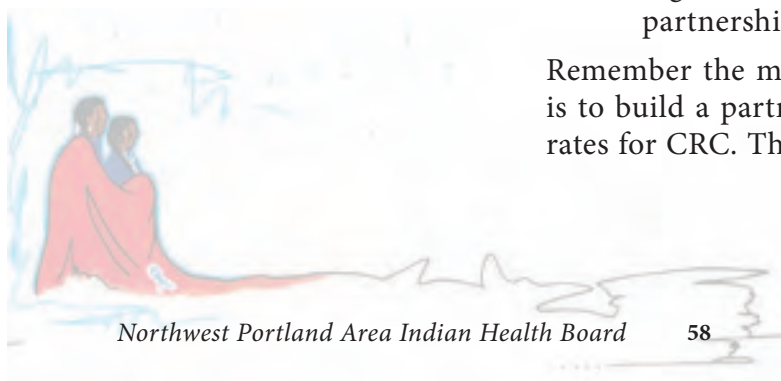 partnershi
Remember the m
is to build a partn
rates for CRC. Th
Northwest Portland Area Indian Health Board 58